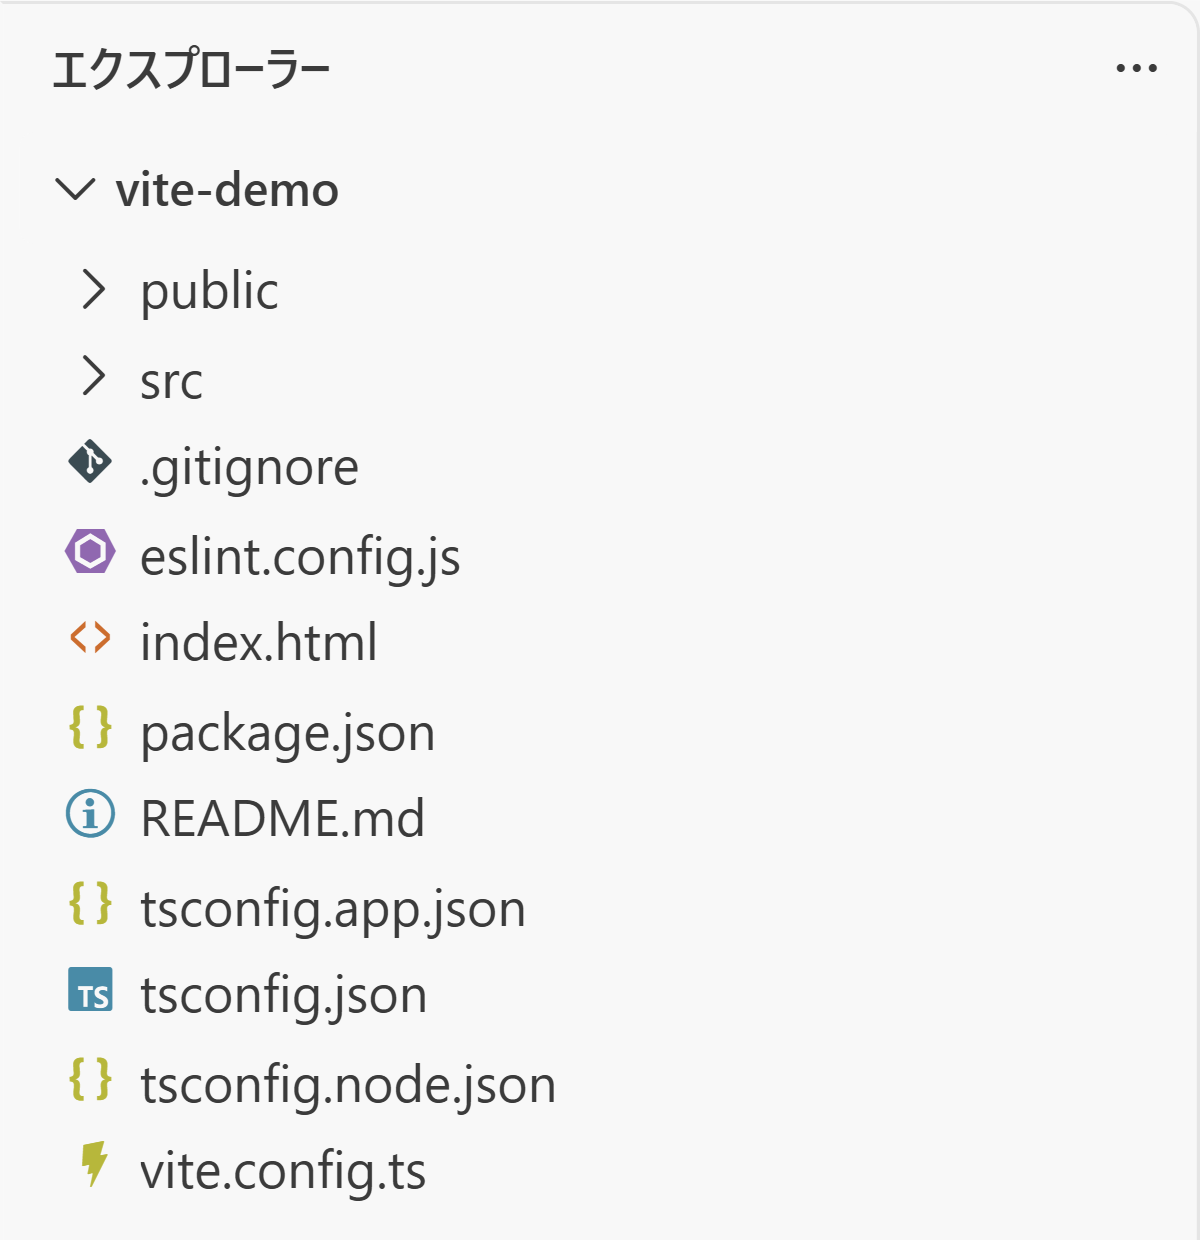 エクスプローラー
vite-demo
public
src
.gitignore
eslint.config.js
index.html
package.json
README.md
tsconfig.app.json
TS tsconfig.json
tsconfig.node.json
vite.config.ts